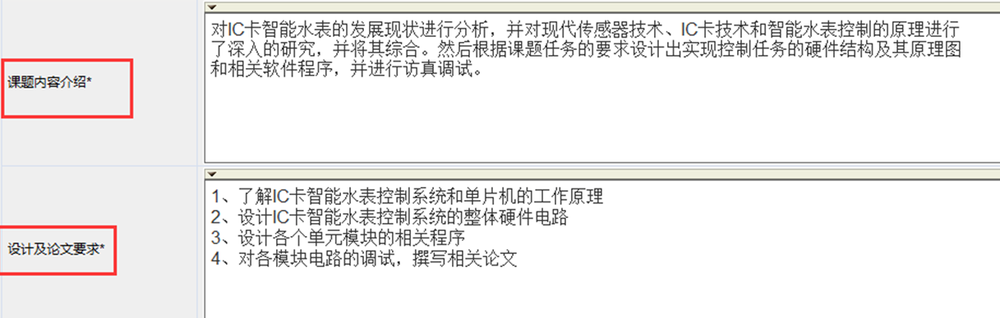 课题内容介绍*
对IC卡智能水表的发展现状进行分析，并对现代传感器技术、IC卡技术和智能水表控制的原理进行
了深入的研究，并将其综合。然后根据课题任务的要求设计出实现控制任务的硬件结构及其原理图
和相关软件程序，并进行访真调试。
设计及论文要求*
1、了解IC卡智能水表控制系统和单片机的工作原理
2、设计IC卡智能水表控制系统的整体硬件电路
3、设计各个单元模块的相关程序
4、对各模块电路的调试，撰写相关论文